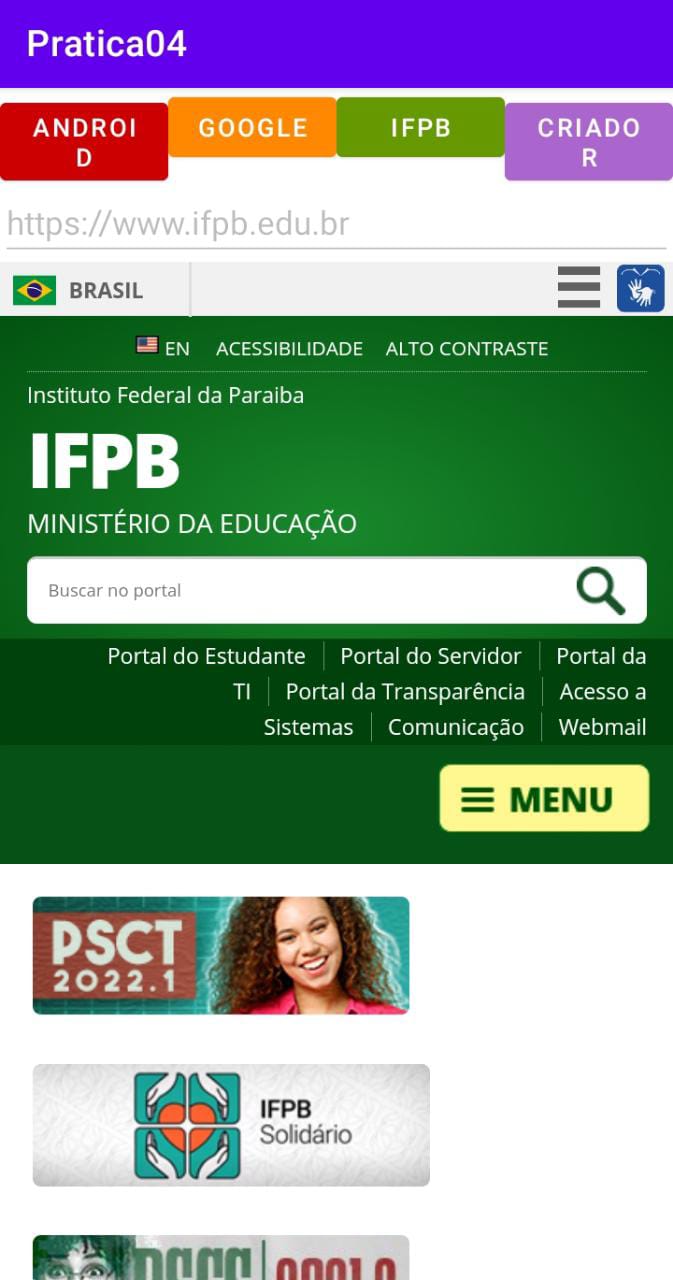 Pratica04
ANDROI
D
GOOGLE
IFPB
CRIADO
R
https://www.ifpb.edu.br
BRASIL
EN ACESSIBILIDADE ALTO CONTRASTE
Instituto Federal da Paraiba
IFPB
MINISTÉRIO DA EDUCAÇÃO
Buscar no portal
Portal do Estudante Portal do Servidor Portal da
TI Portal da Transparência Acesso a
Sistemas Comunicação Webmail
MENU
PSCT
2022.1
IFPB
Solidário